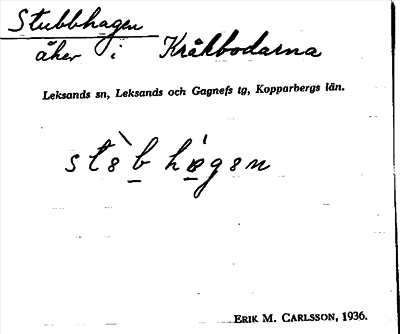 Stubbhagen
åker i Kråkbodarna
Leksands sn, Leksands och Gagnefs tg, Kopparbergs län.
ERIK M. CARLSSON, 1936.